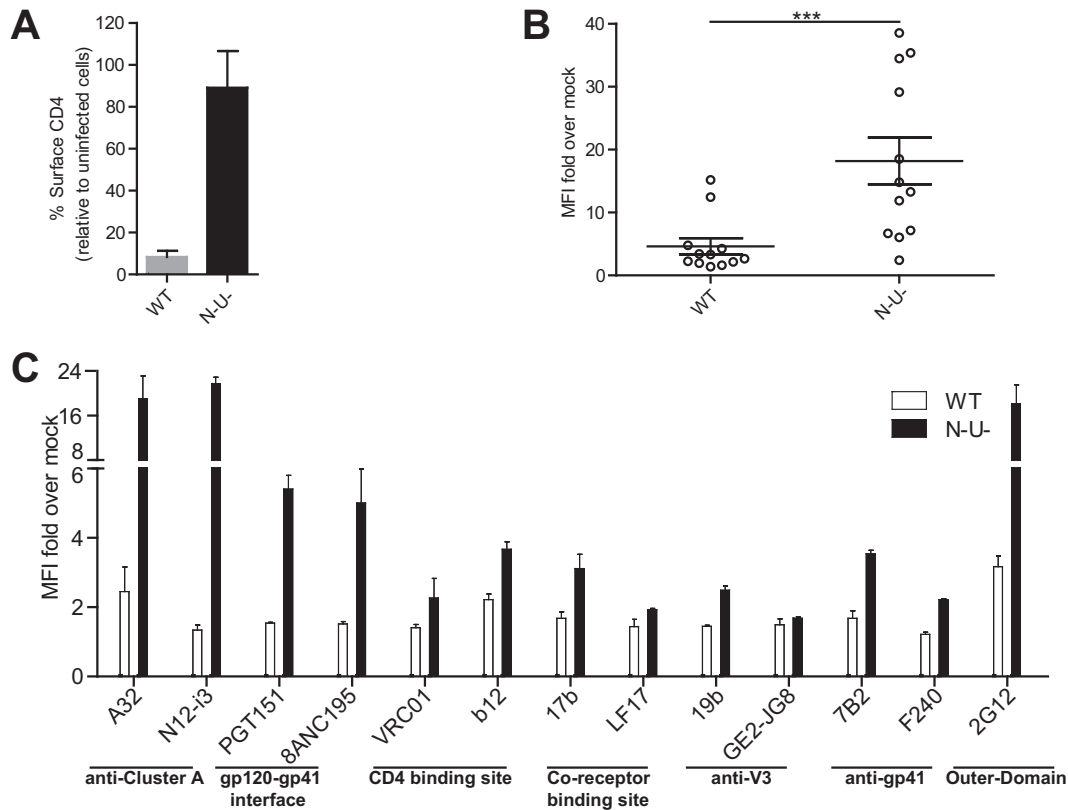 A
% Surface CD4
(relative to uninfected cells)
120
100
80
60
40
20
0
WT
N-U-
B
MFI fold over mock
40
30
20
10
0
***
WT
N-U-
C
MFI fold over mock
24
16
8
6
4
2
0
WT
N-U-
A32
N12-i3
PGT151
8ANC195
VRC01
b12
17b
LF17
19b
GE2-JG8
7B2
F240
2G12
anti-Cluster A
gp120-gp41
interface
CD4 binding site
Co-receptor
binding site
anti-V3
anti-gp41
Outer-Domain